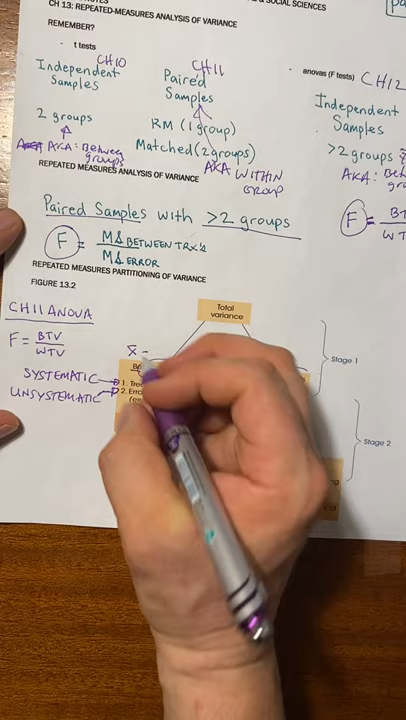 & SOCIAL SCIENCES
CH 13: REPEATED-MEASURES ANALYSIS OF VARIANCE
REMEMBER?
- t tests
CH10
Independent
Samples
2 groups
AKA: Between
groups
CH11
Paired
Samples
RM (1 group)
Matched (2 groups)
AKA WITHIN
GROUP
anovas (F tests) CH12
Independent
Samples
>2 groups
AKA:
F =
REPEATED MEASURES ANALYSIS OF VARIANCE
Paired Samples with >2 groups
F = MS BETWEEN TRX's
MS ERROR
REPEATED MEASURES PARTITIONING OF VARIANCE
FIGURE 13.2
CH11 ANOVA
F = BTV
WTV
SYSTEMATIC
UNSYSTEMATIC
x̄ =
Total
variance
1.
2.
Stage 1
Stage 2